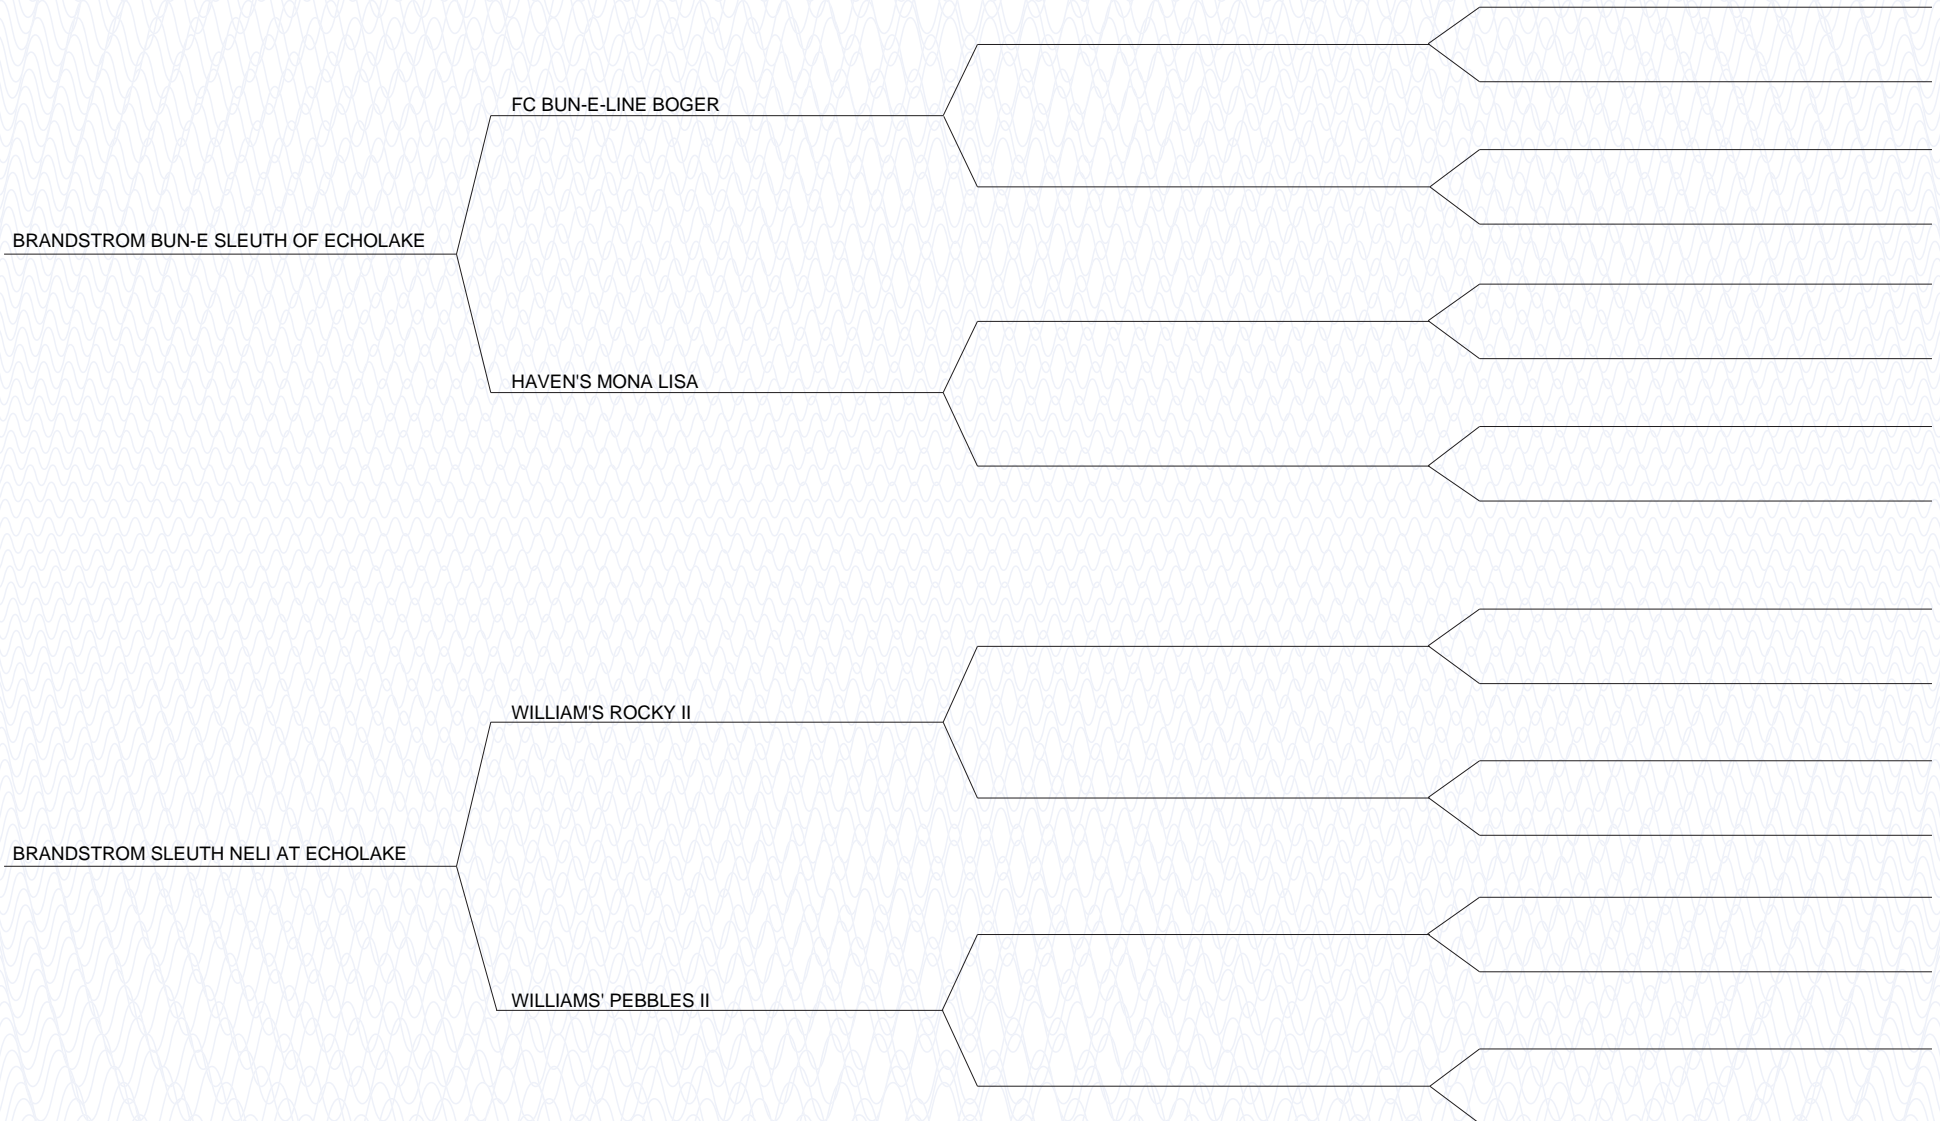 FC BUN-E-LINE BOGER
BRANDSTROM BUN-E SLEUTH OF ECHOLAKE
HAVEN'S MONA LISA
WILLIAM'S ROCKY II
BRANDSTROM SLEUTH NELI AT ECHOLAKE
WILLIAMS' PEBBLES II